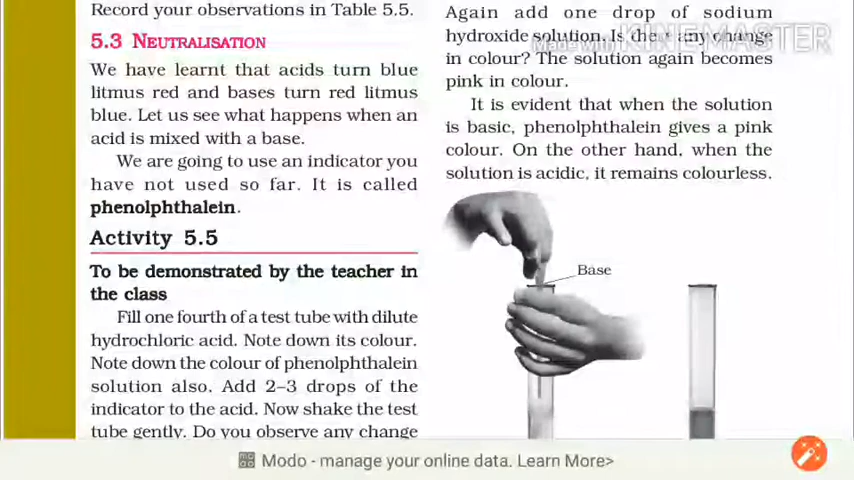 Record your observations in Table 5.5.
5.3 NEUTRALISATION
We have learnt that acids turn blue
litmus red and bases turn red litmus
blue. Let us see what happens when an
acid is mixed with a base.
We are going to use an indicator you
have not used so far. It is called
phenolphthalein.
Activity 5.5
To be demonstrated by the teacher in
the class
Fill one fourth of a test tube with dilute
hydrochloric acid. Note down its colour.
Note down the colour of phenolphthalein
solution also. Add 2–3 drops of the
indicator to the acid. Now shake the test
tube gently. Do you observe any change
Again add one drop of sodium
hydroxide solution. Is there any change
in colour? The solution again becomes
pink in colour.
It is evident that when the solution
is basic, phenolphthalein gives a pink
colour. On the other hand, when the
solution is acidic, it remains colourless.
Base
Made with KINEMASTER
Modo - manage your online data. Learn More>